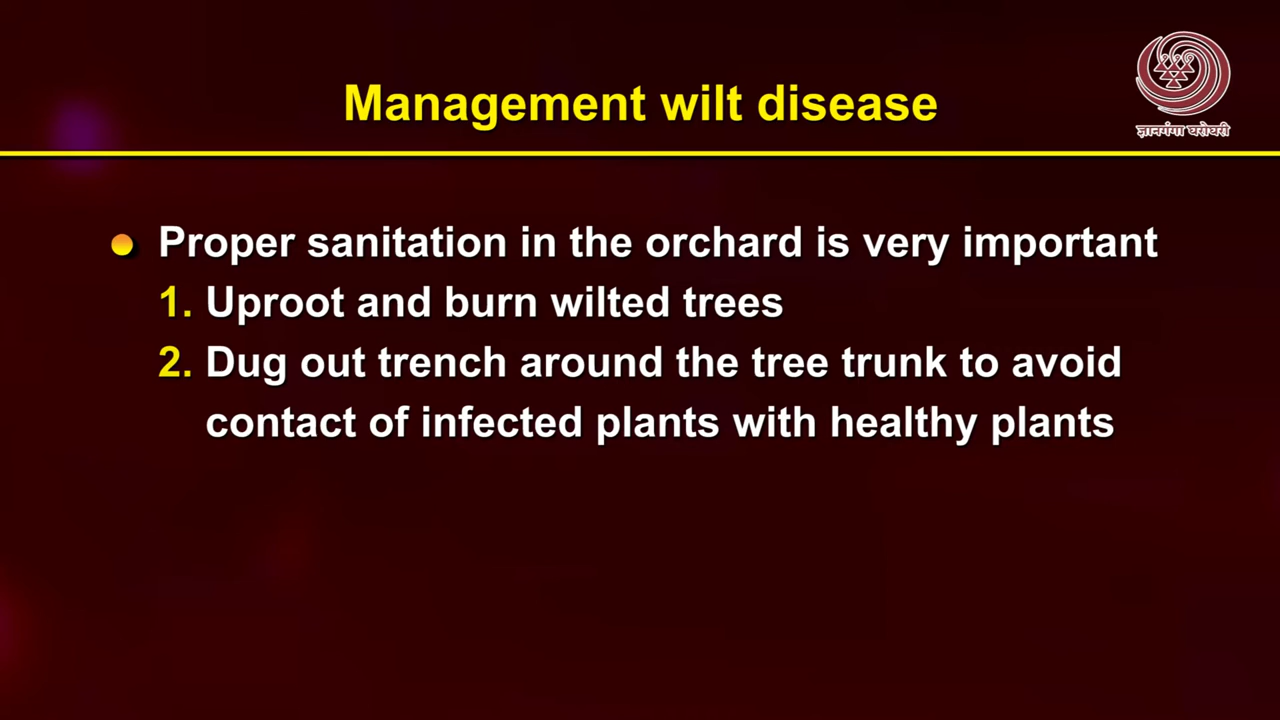 Management wilt disease
ज्ञानगंगा घरोघरी
Proper sanitation in the orchard is very important
1. Uproot and burn wilted trees
2. Dug out trench around the tree trunk to avoid
contact of infected plants with healthy plants